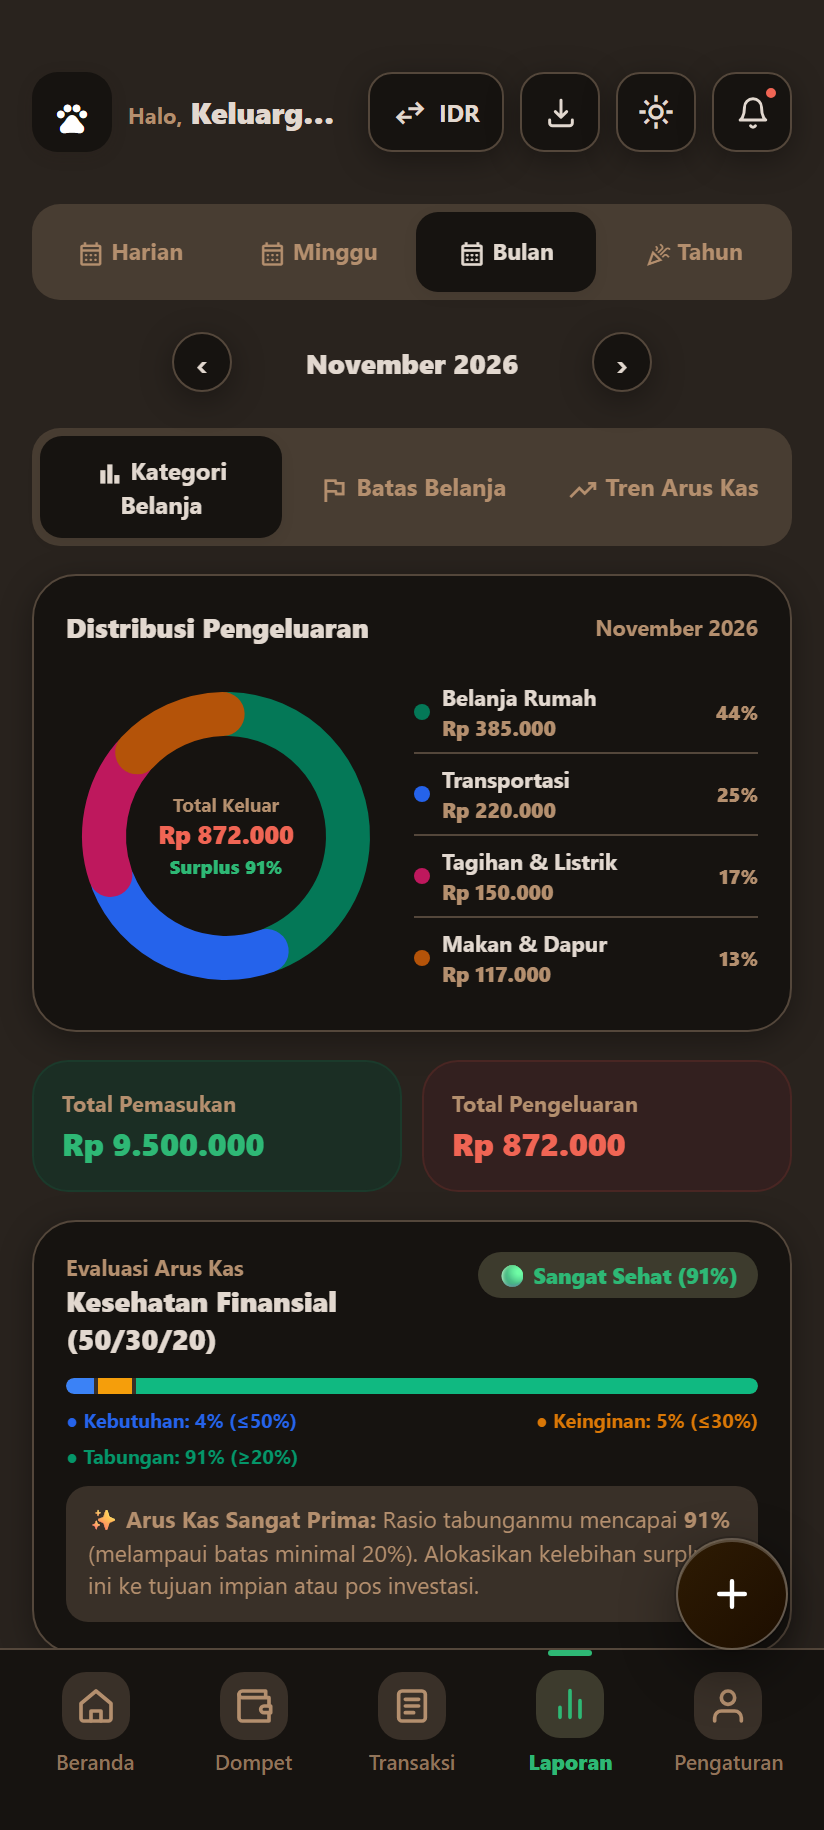 Halo, Keluarg...
IDR
Harian
Minggu
Bulan
Tahun
‹
November 2026
›
Kategori
Belanja
Batas Belanja
Tren Arus Kas
Distribusi Pengeluaran
November 2026
Total Keluar
Rp 872.000
Surplus 91%
Belanja Rumah
Rp 385.000
44%
Transportasi
Rp 220.000
25%
Tagihan & Listrik
Rp 150.000
17%
Makan & Dapur
Rp 117.000
13%
Total Pemasukan
Rp 9.500.000
Total Pengeluaran
Rp 872.000
Evaluasi Arus Kas
Kesehatan Finansial
(50/30/20)
Sangat Sehat (91%)
● Kebutuhan: 4% (≤50%)
● Keinginan: 5% (≤30%)
● Tabungan: 91% (≥20%)
✨ Arus Kas Sangat Prima: Rasio tabunganmu mencapai 91%
(melampaui batas minimal 20%). Alokasikan kelebihan
ini ke tujuan impian atau pos investasi.
+
Beranda
Dompet
Transaksi
Laporan
Pengaturan